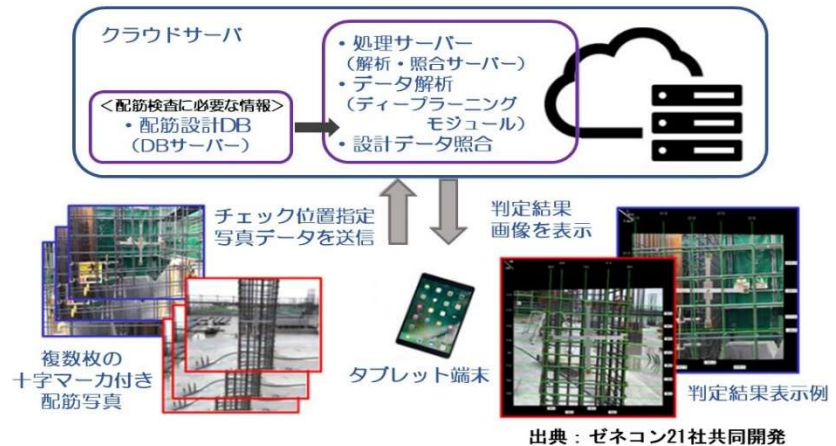 クラウドサーバ
・処理サーバー
（解析・照合サーバー）
・データ解析
（ディープラーニング
モジュール）
・設計データ照合
＜配筋検査に必要な情報＞
・配筋設計DB
（DBサーバー）
チェック位置指定
写真データを送信
判定結果
画像を表示
複数枚の
十字マーカ付き
配筋写真
タブレット端末
判定結果表示例
出典：ゼネコン21社共同開発